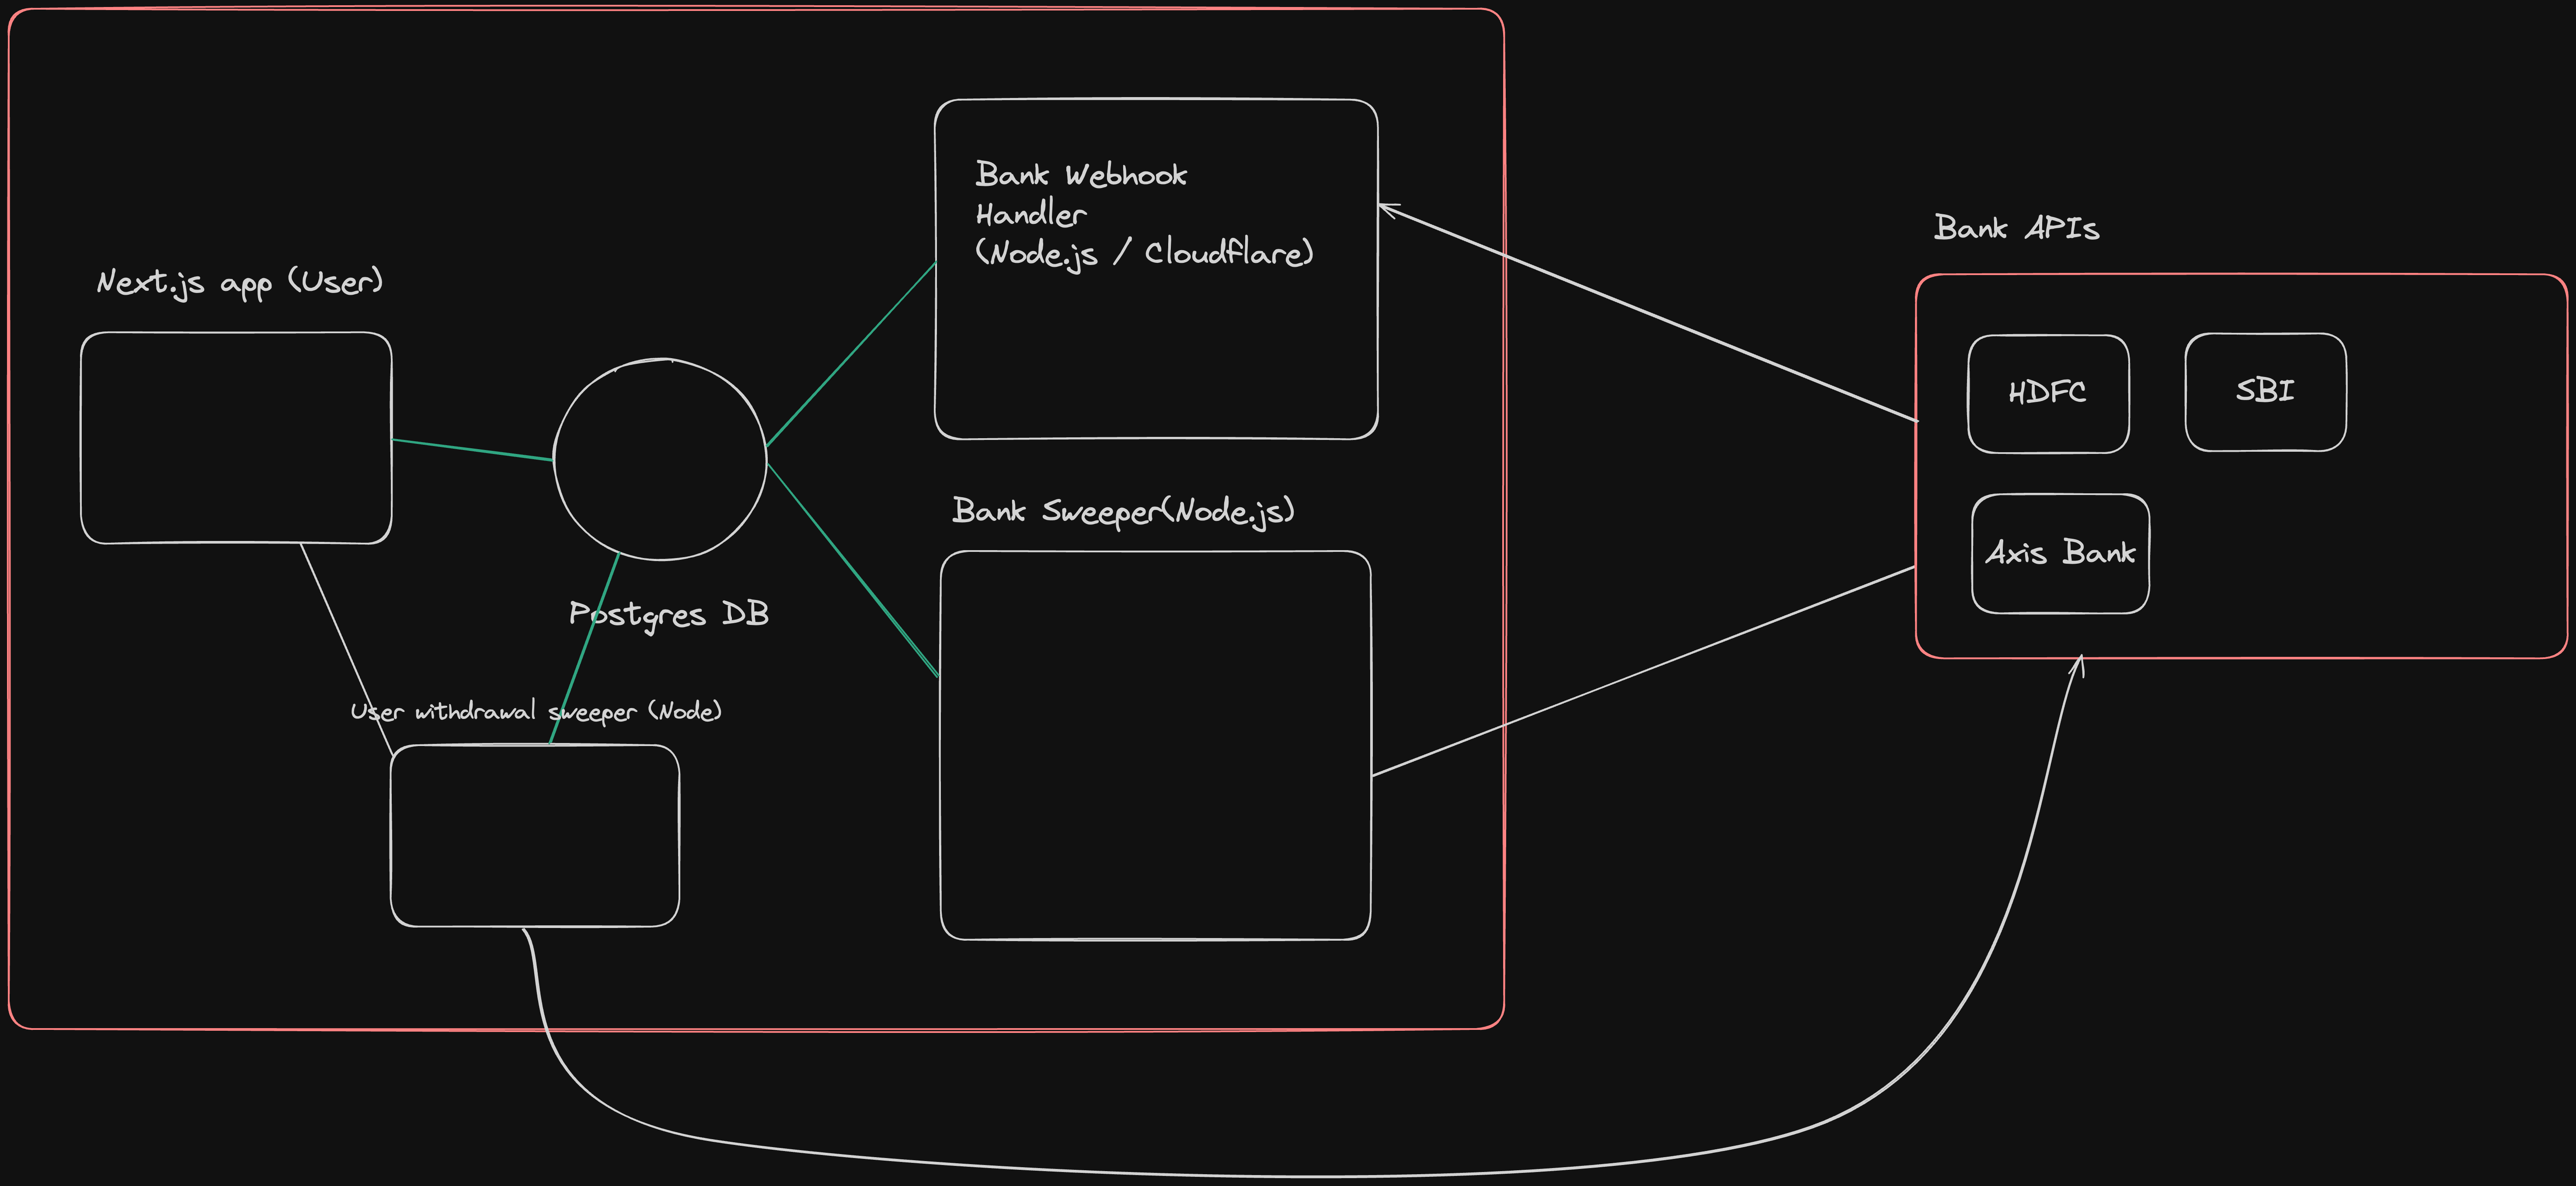 Bank Webhook
Handler
(Node.js / Cloudflare)
Bank APIs
Next.js app (User)
HDFC
SBI
Bank Sweeper(Node.js)
Axis Bank
Postgres DB
User withdrawal sweeper (Node)